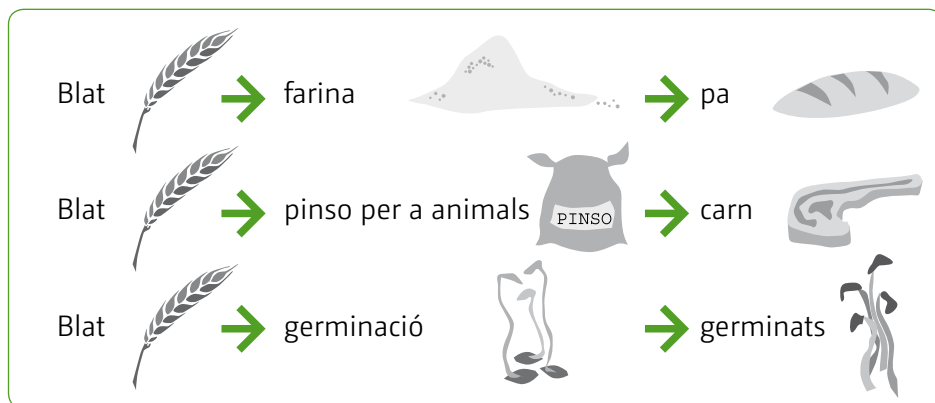 Blat farina pa
Blat pinso per a animals PINSO carn
Blat germinació germinats